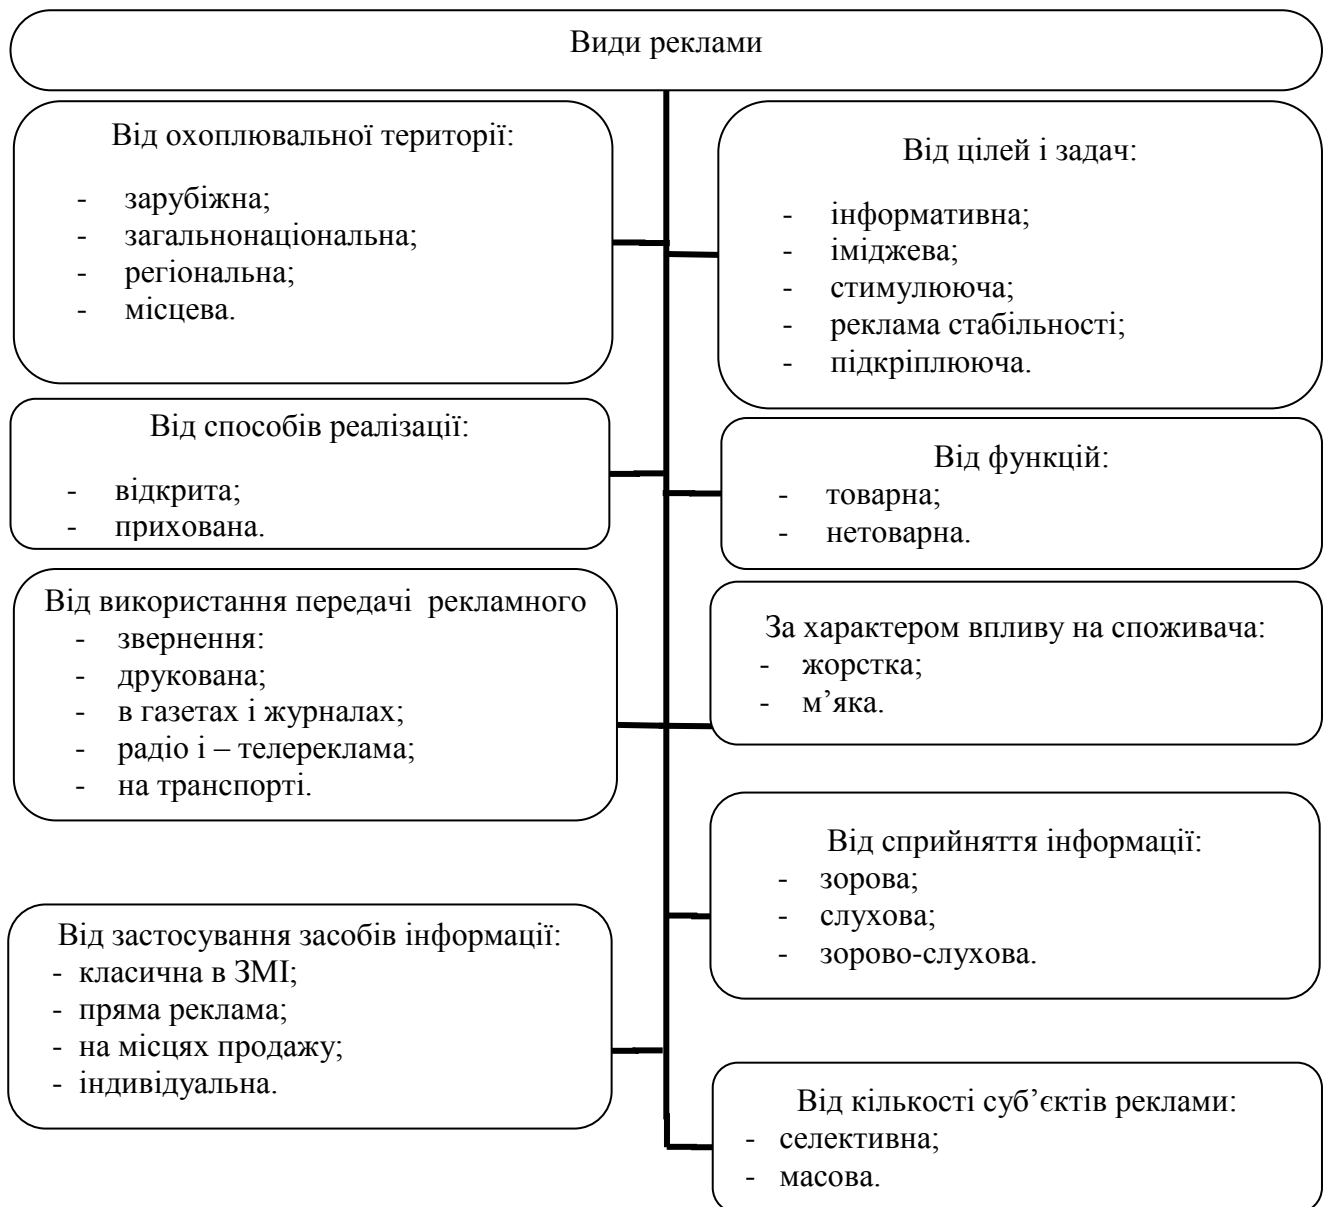 Види реклами
Від охоплювальної території:
- зарубіжна;
- загальнонаціональна;
- регіональна;
- місцева.
Від цілей і задач:
- інформативна;
- іміджева;
- стимулююча;
- реклама стабільності;
- підкріплююча.
Від способів реалізації:
- відкрита;
- прихована.
Від функцій:
- товарна;
- нетоварна.
Від використання передачі рекламного
- звернення:
- друкована;
- в газетах і журналах;
- радіо і – телереклама;
- на транспорті.
За характером впливу на споживача:
- жорстка;
- м’яка.
Від сприйняття інформації:
- зорова;
- слухова;
- зорово-слухова.
Від застосування засобів інформації:
- класична в ЗМІ;
- пряма реклама;
- на місцях продажу;
- індивідуальна.
Від кількості суб’єктів реклами:
- селективна;
- масова.